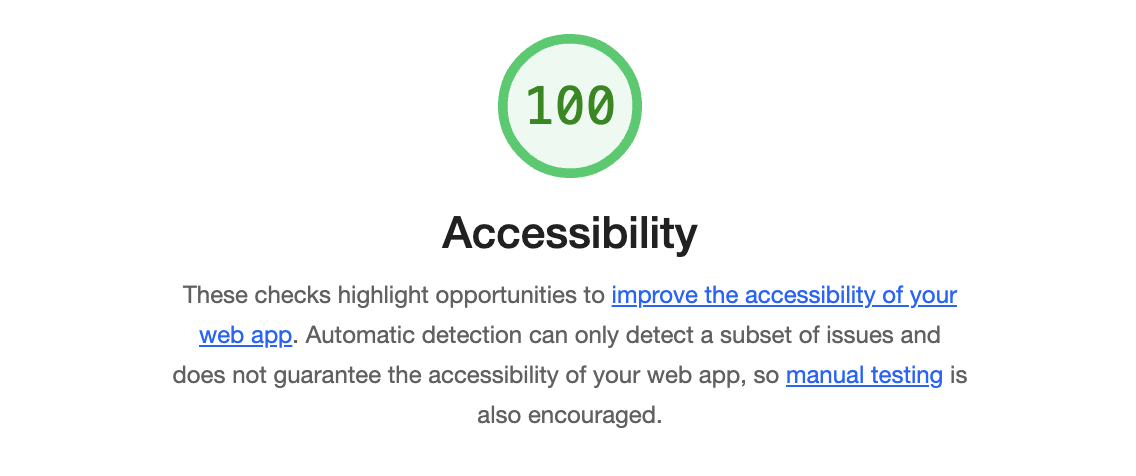 100
Accessibility
These checks highlight opportunities to improve the accessibility of your
web app. Automatic detection can only detect a subset of issues and
does not guarantee the accessibility of your web app, so manual testing is
also encouraged.